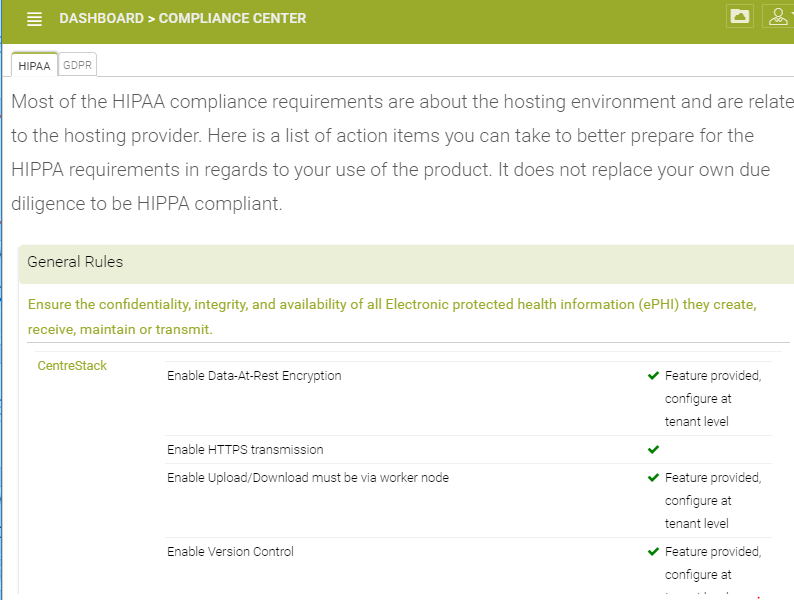 DASHBOARD > COMPLIANCE CENTER
HIPAA GDPR
Most of the HIPAA compliance requirements are about the hosting environment and are relate
to the hosting provider. Here is a list of action items you can take to better prepare for the
HIPPA requirements in regards to your use of the product. It does not replace your own due
diligence to be HIPPA compliant.
General Rules
Ensure the confidentiality, integrity, and availability of all Electronic protected health information (ePHI) they create,
receive, maintain or transmit.
CentreStack
Enable Data-At-Rest Encryption
Feature provided,
configure at
tenant level
Enable HTTPS transmission
Enable Upload/Download must be via worker node
Feature provided,
configure at
tenant level
Enable Version Control
Feature provided,
configure at